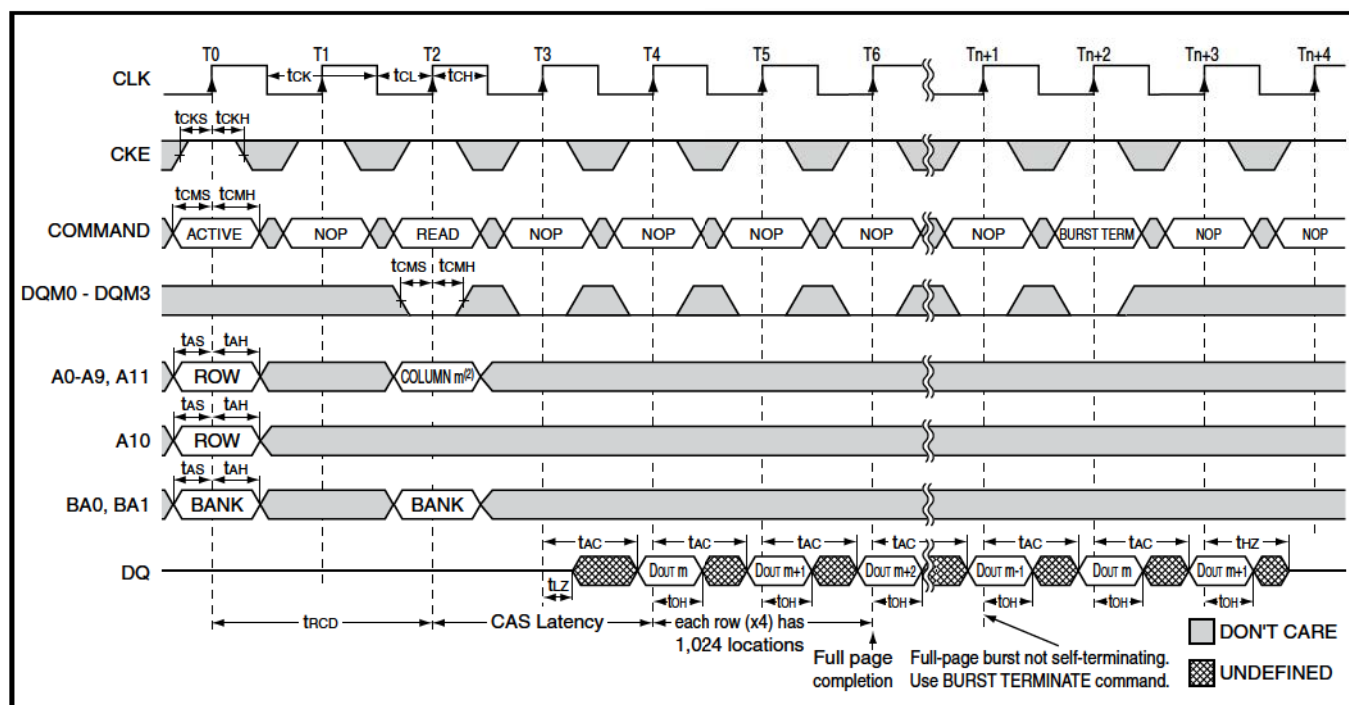 T0 T1 T2 T3 T4 T5 T6 Tn+1 Tn+2 Tn+3 Tn+4
CLK tCK tCL tCH
tCKS tCKH
CKE
tCMS tCMH
COMMAND ACTIVE NOP READ NOP NOP NOP NOP NOP BURST TERM NOP NOP
tCMS tCMH
DQM0 - DQM3
tAS tAH
A0-A9, A11 ROW COLUMN m(2)
tAS tAH
A10 ROW
tAS tAH
BA0, BA1 BANK BANK
tAC tAC tAC tAC tAC tAC tHZ
DQ DOUT m DOUT m+1 DOUT m+2 DOUT m-1 DOUT m DOUT m+1
tLZ tOH tOH tOH tOH tOH tOH
tRCD CAS Latency each row (x4) has
1,024 locations
Full page
completion
Full-page burst not self-terminating.
Use BURST TERMINATE command.
DON'T CARE
UNDEFINED